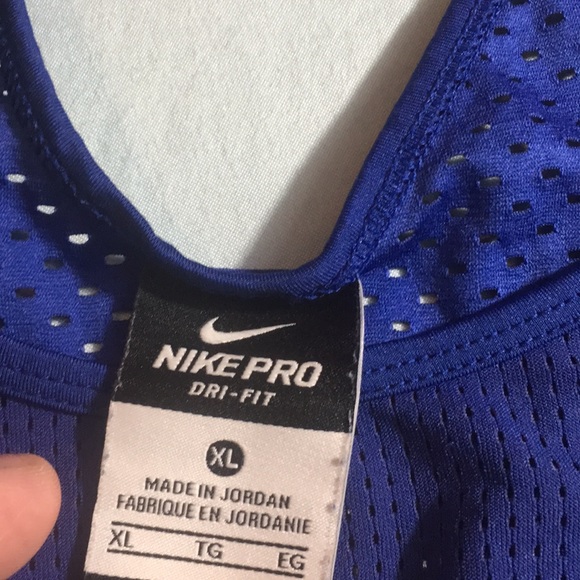 NIKE PRO
DRI-FIT
XL
MADE IN JORDAN
FABRIQUE EN JORDANIE
XL TG EG